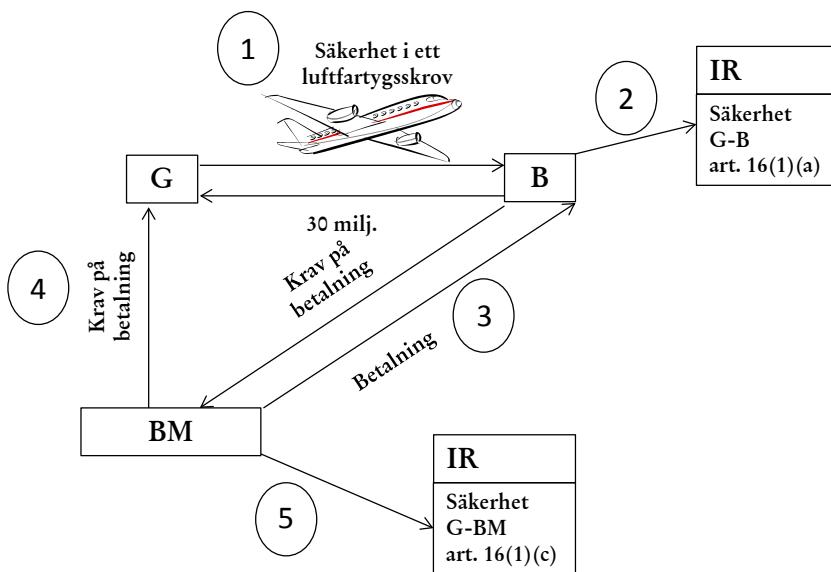 1
Säkerhet i ett
luftfartygsskrov
2
IR
Säkerhet
G-B
art. 16(1)(a)
G
B
30 milj.
Krav på
betalning
4
Krav på
betalning
3
Betalning
BM
IR
Säkerhet
G-BM
art. 16(1)(c)
5